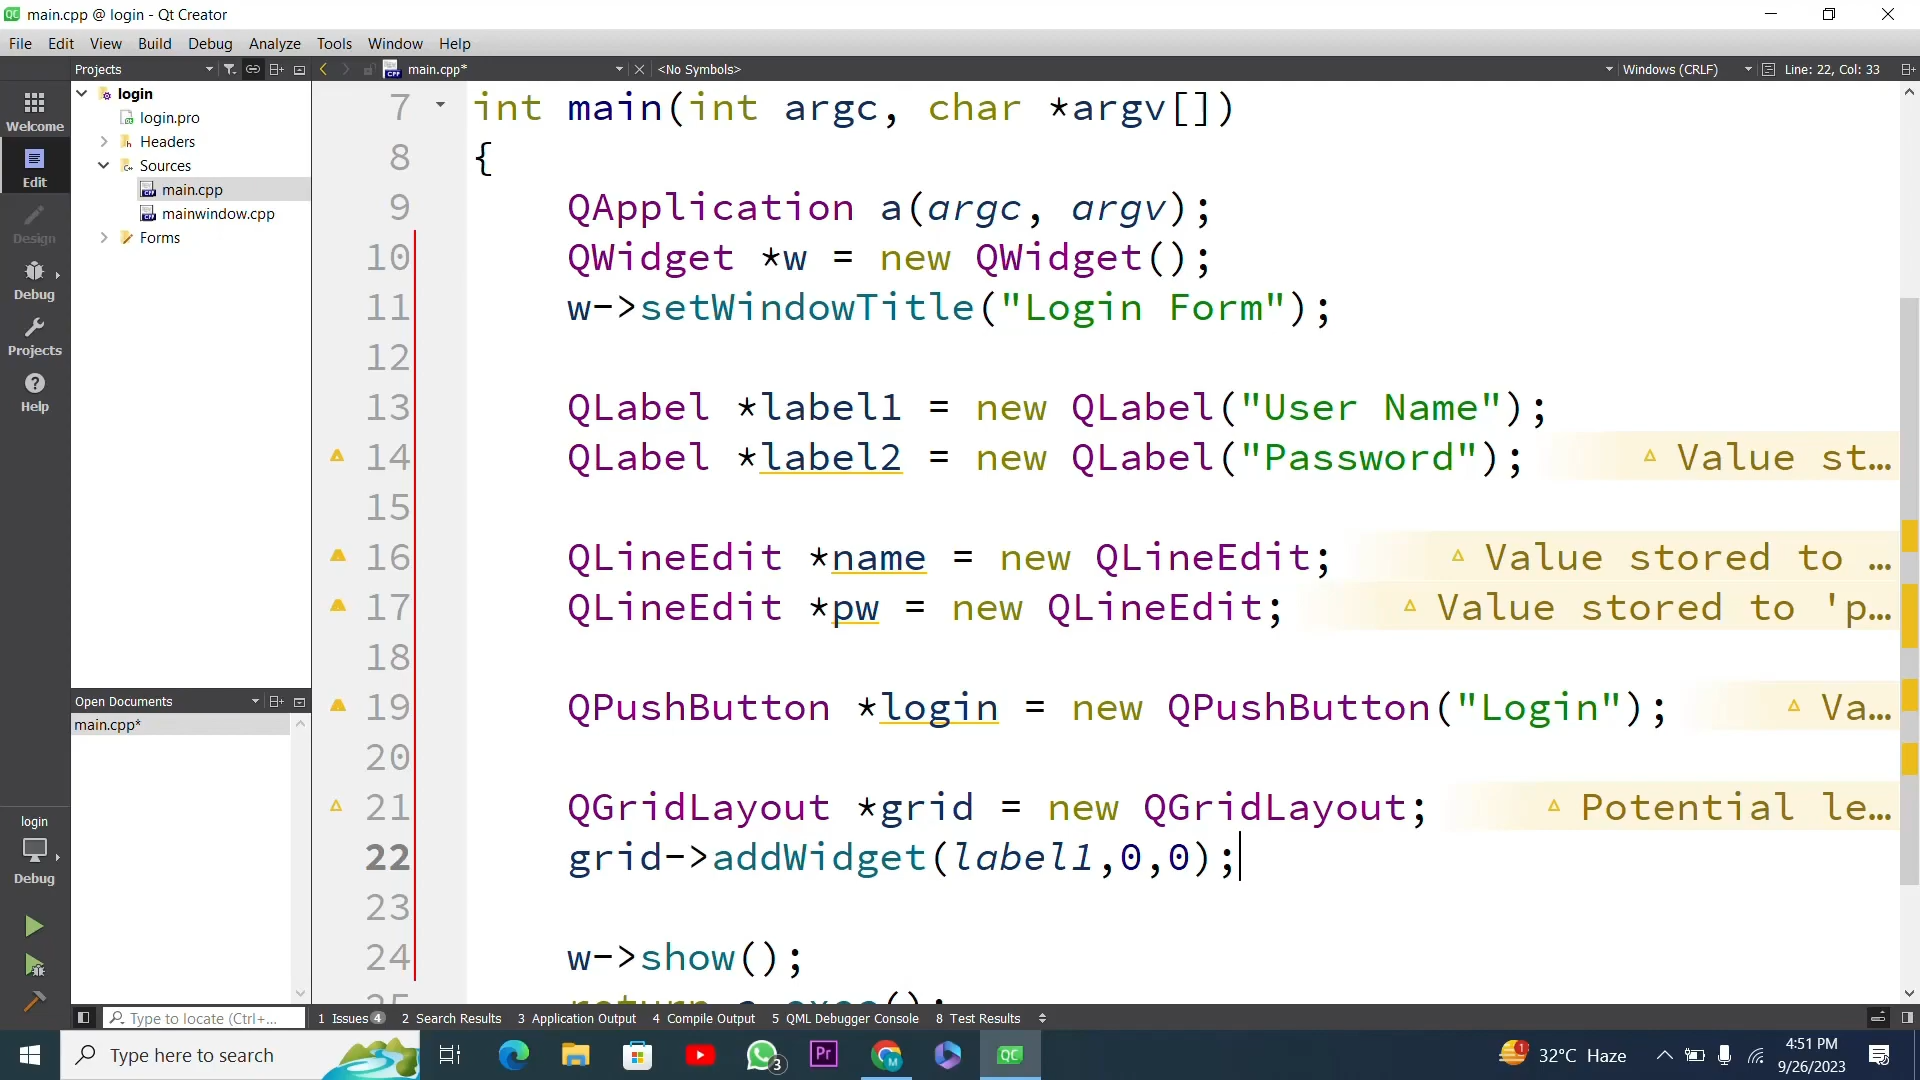 main.cpp @ login - Qt Creator
File Edit View Build Debug Analyze Tools Window Help
Projects main.cpp* <No Symbols> Windows (CRLF) Line: 22, Col: 33
Welcome
Edit
Design
Debug
Projects
Help
login
login.pro
Headers
Sources
main.cpp
mainwindow.cpp
Forms
Open Documents
main.cpp*
login
Debug
7 int main(int argc, char *argv[])
8 {
9 QApplication a(argc, argv);
10 QWidget *w = new QWidget();
11 w->setWindowTitle("Login Form");
12
13 QLabel *label1 = new QLabel("User Name");
14 QLabel *label2 = new QLabel("Password"); Value st…
15
16 QLineEdit *name = new QLineEdit; Value stored to …
17 QLineEdit *pw = new QLineEdit; Value stored to 'p…
18
19 QPushButton *login = new QPushButton("Login"); Va…
20
21 QGridLayout *grid = new QGridLayout; Potential le…
22 grid->addWidget(label1,0,0);
23
24 w->show();
Type to locate (Ctrl+... 1 Issues 4 2 Search Results 3 Application Output 4 Compile Output 5 QML Debugger Console 8 Test Results
Type here to search 3 Pr M QC 1 32°C Haze 4:51 PM
9/26/2023